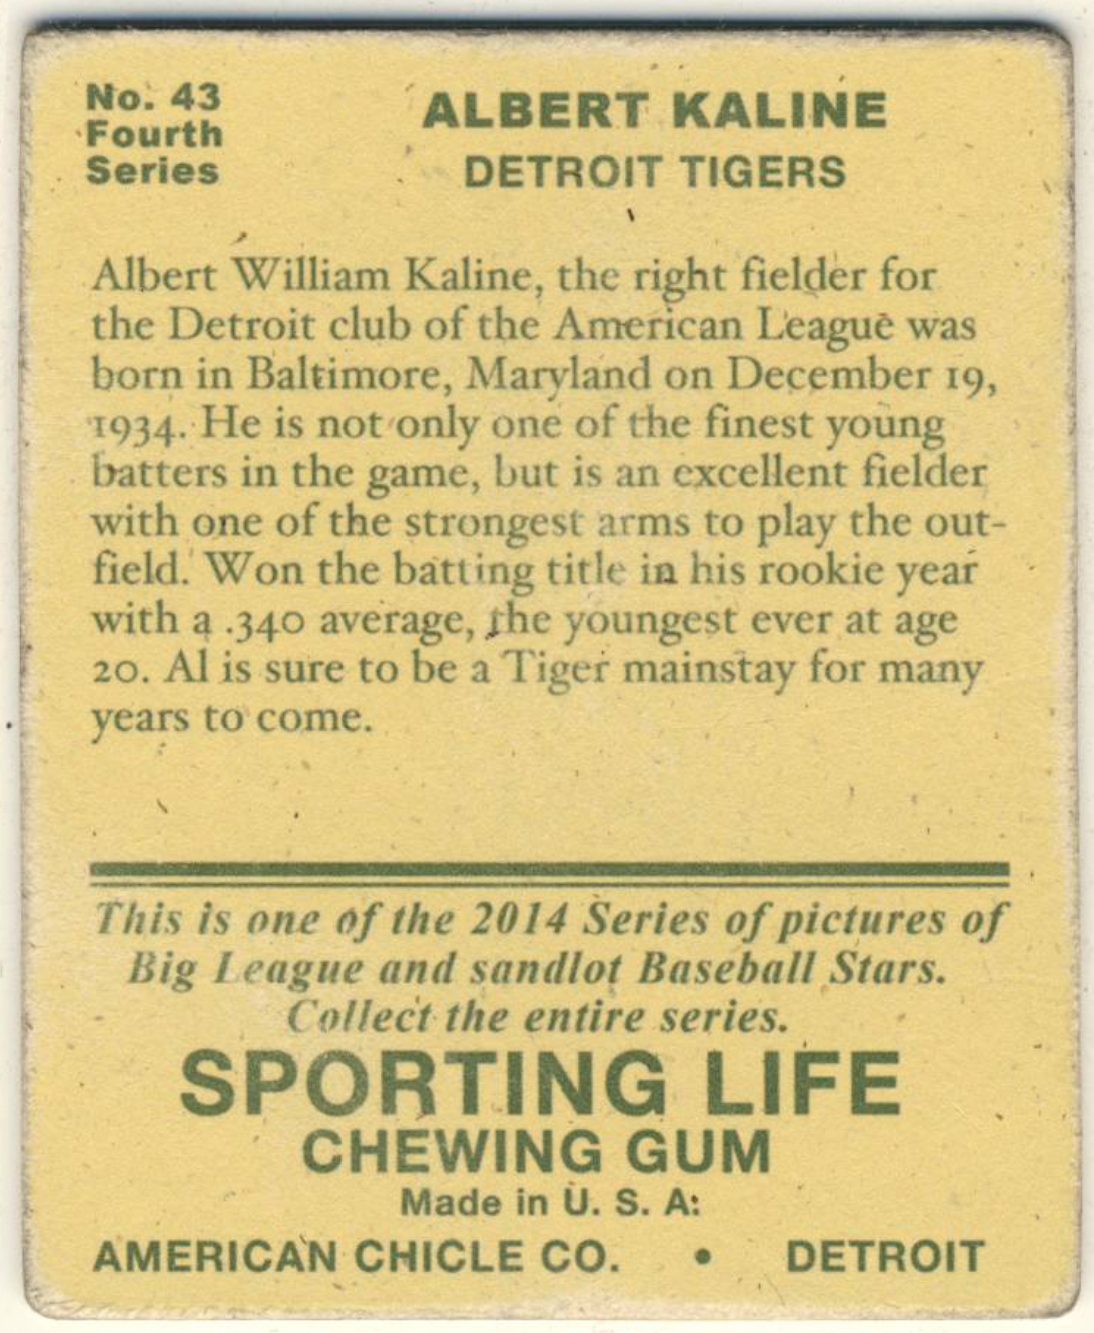 No. 43
Fourth
Series
ALBERT KALINE
DETROIT TIGERS
Albert William Kaline, the right fielder for
the Detroit club of the American League was
born in Baltimore, Maryland on December 19,
1934. He is not only one of the finest young
batters in the game, but is an excellent fielder
with one of the strongest arms to play the out-
field. Won the batting title in his rookie year
with a .340 average, the youngest ever at age
20. Al is sure to be a Tiger mainstay for many
years to come.
This is one of the 2014 Series of pictures of
Big League and sandlot Baseball Stars.
Collect the entire series.
SPORTING LIFE
CHEWING GUM
Made in U. S. A:
AMERICAN CHICLE CO. • DETROIT